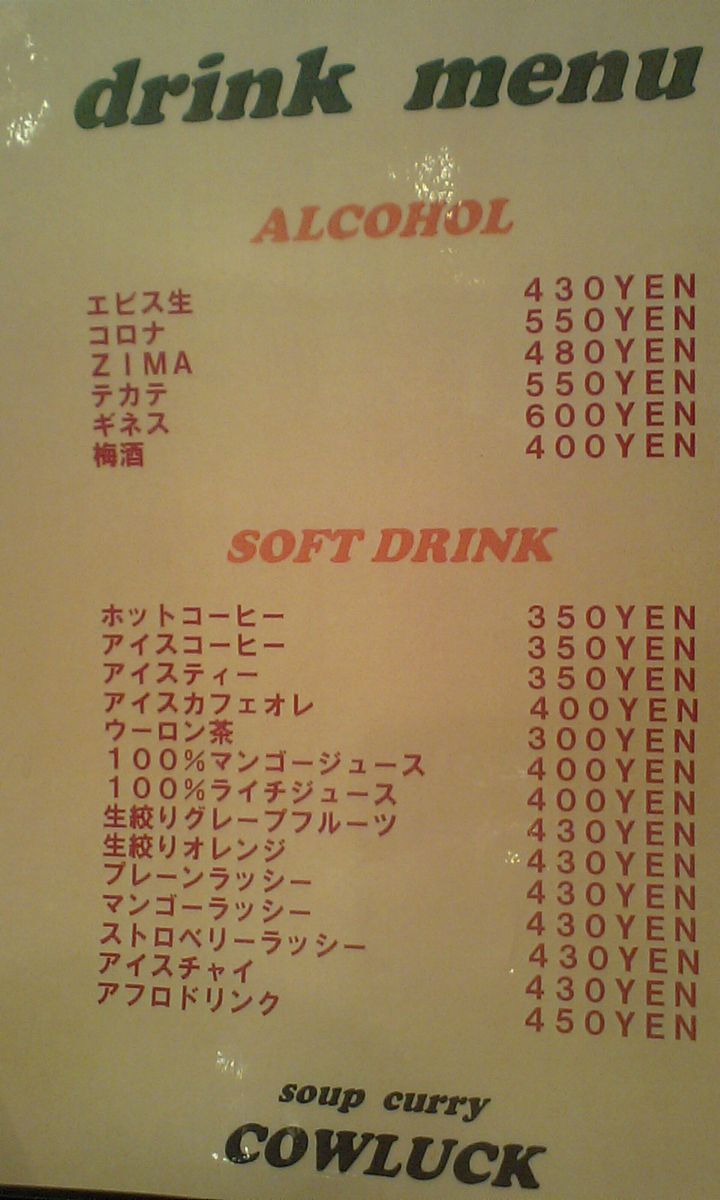 drink menu
ALCOHOL
エビス生 430YEN
コロナ 550YEN
ZIMA 480YEN
テカテ 550YEN
ギネス 600YEN
梅酒 400YEN
SOFT DRINK
ホットコーヒー 350YEN
アイスコーヒー 350YEN
アイスティー 350YEN
アイスカフェオレ 400YEN
ウーロン茶 300YEN
100%マンゴージュース 400YEN
100%ライチジュース 400YEN
生絞りグレープフルーツ 430YEN
生絞りオレンジ 430YEN
プレーンラッシー 430YEN
マンゴーラッシー 430YEN
ストロベリーラッシー 430YEN
アイスチャイ 430YEN
アフロドリンク 450YEN
soup curry
COWLUCK